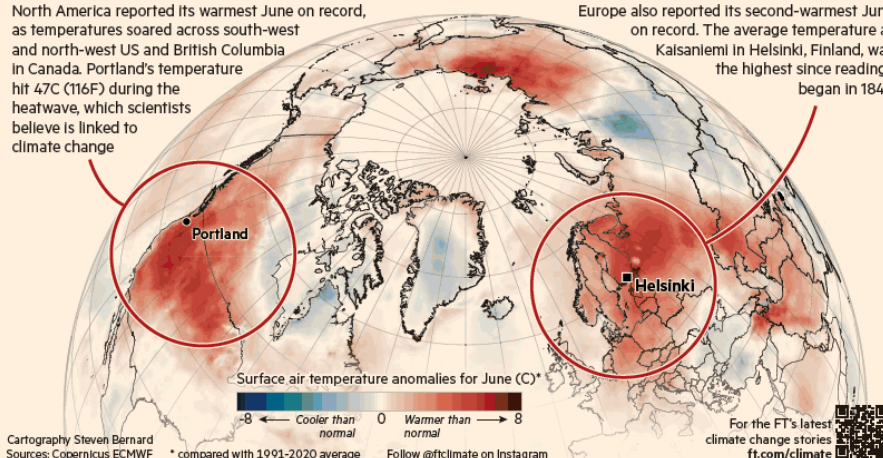 North America reported its warmest June on record,
as temperatures soared across south-west
and north-west US and British Columbia
in Canada. Portland's temperature
hit 47C (116F) during the
heatwave, which scientists
believe is linked to
climate change
Europe also reported its second-warmest Jun
on record. The average temperature a
Kaisaniemi in Helsinki, Finland, wa
the highest since reading
began in 184
Portland
Helsinki
Surface air temperature anomalies for June (C)*
-8 Cooler than normal 0 Warmer than normal 8
Cartography Steven Bernard
Sources: Copernicus ECMWF * compared with 1991-2020 average Follow @ftclimate on Instagram
For the FT's latest
climate change stories
ft.com/climate